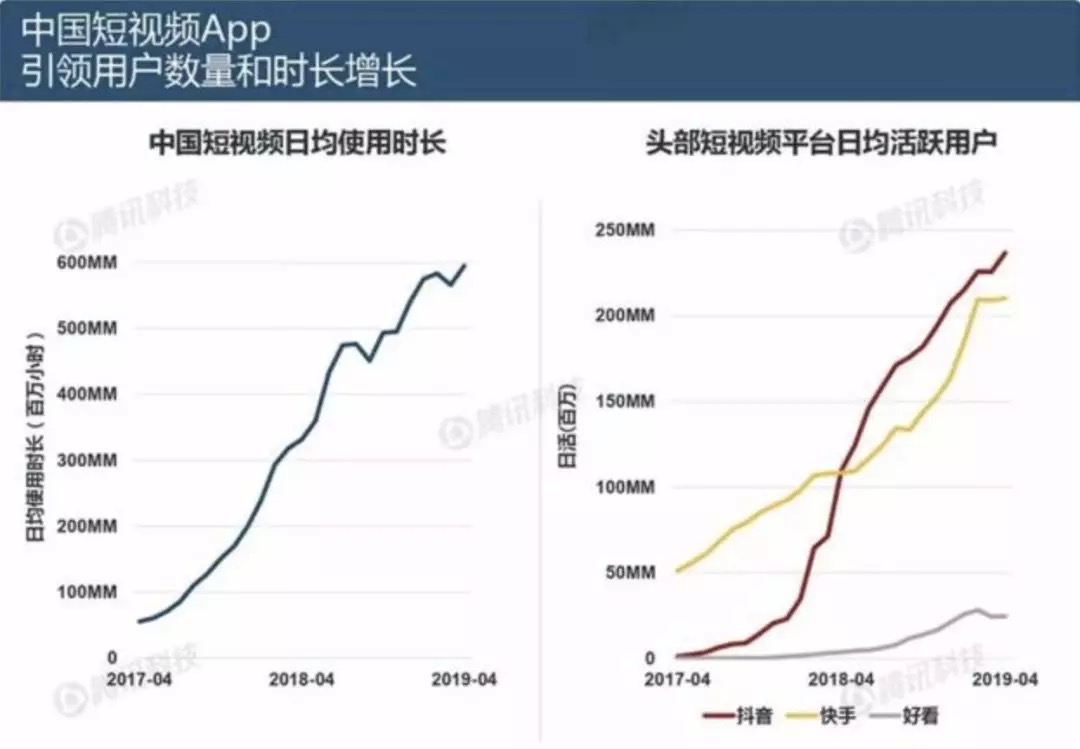 中国短视频App
引领用户数量和时长增长
中国短视频日均使用时长
腾讯科技
600MM
500MM
400MM
300MM
200MM
100MM
0
日均使用时长（百万小时）
2017-04
2018-04
2019-04
腾讯科技
腾讯科技
头部短视频平台日均活跃用户
腾讯科技
250MM
200MM
150MM
100MM
50MM
0
日活(百万)
2017-04
2018-04
2019-04
腾讯科技
抖音
快手
好看